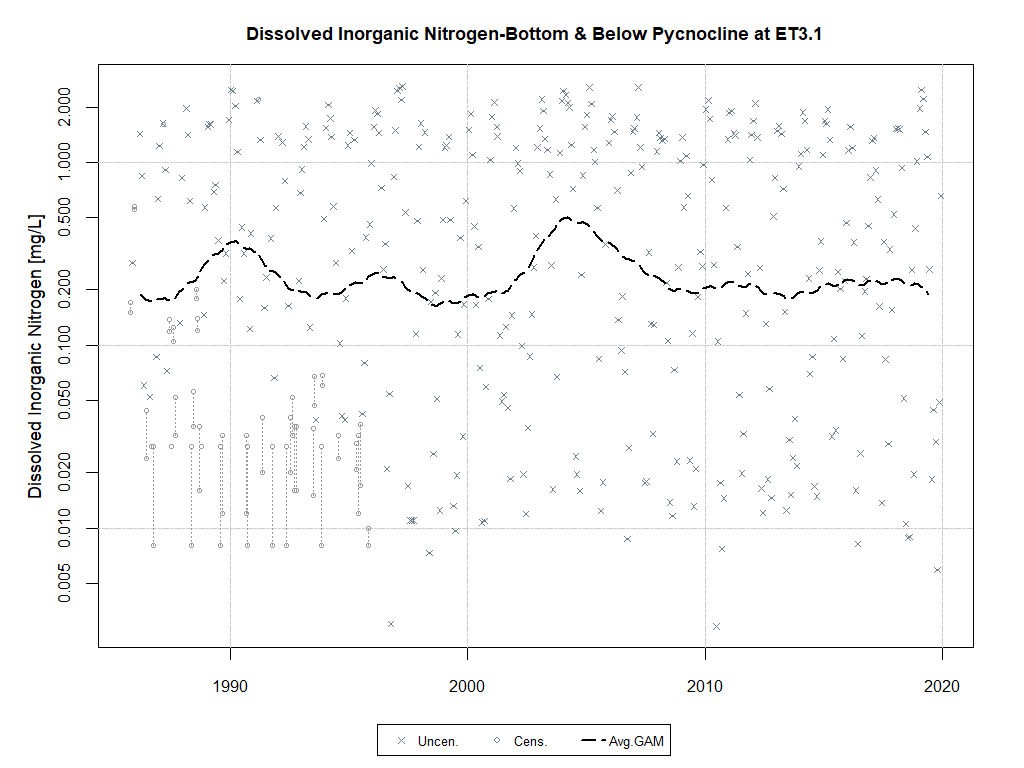 Dissolved Inorganic Nitrogen-Bottom & Below Pycnocline at ET3.1
Dissolved Inorganic Nitrogen [mg/L]
2.000
1.000
0.500
0.200
0.100
0.050
0.020
0.010
0.005
1990 2000 2010 2020
Uncen. Cens. Avg.GAM